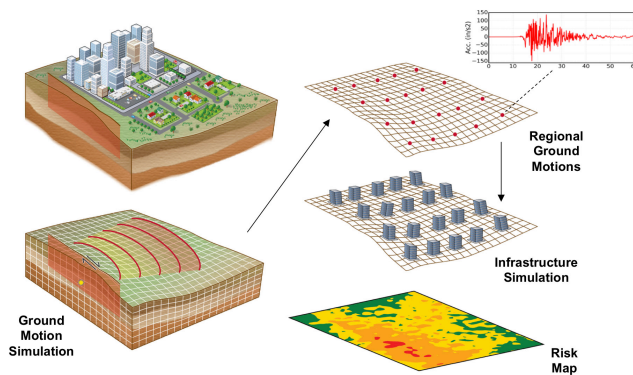 150
100
50
0
-50
-100
-150
Acc. (in/s2)
0 10 20 30 40 50
Regional
Ground
Motions
Infrastructure
Simulation
Ground
Motion
Simulation
Risk
Map